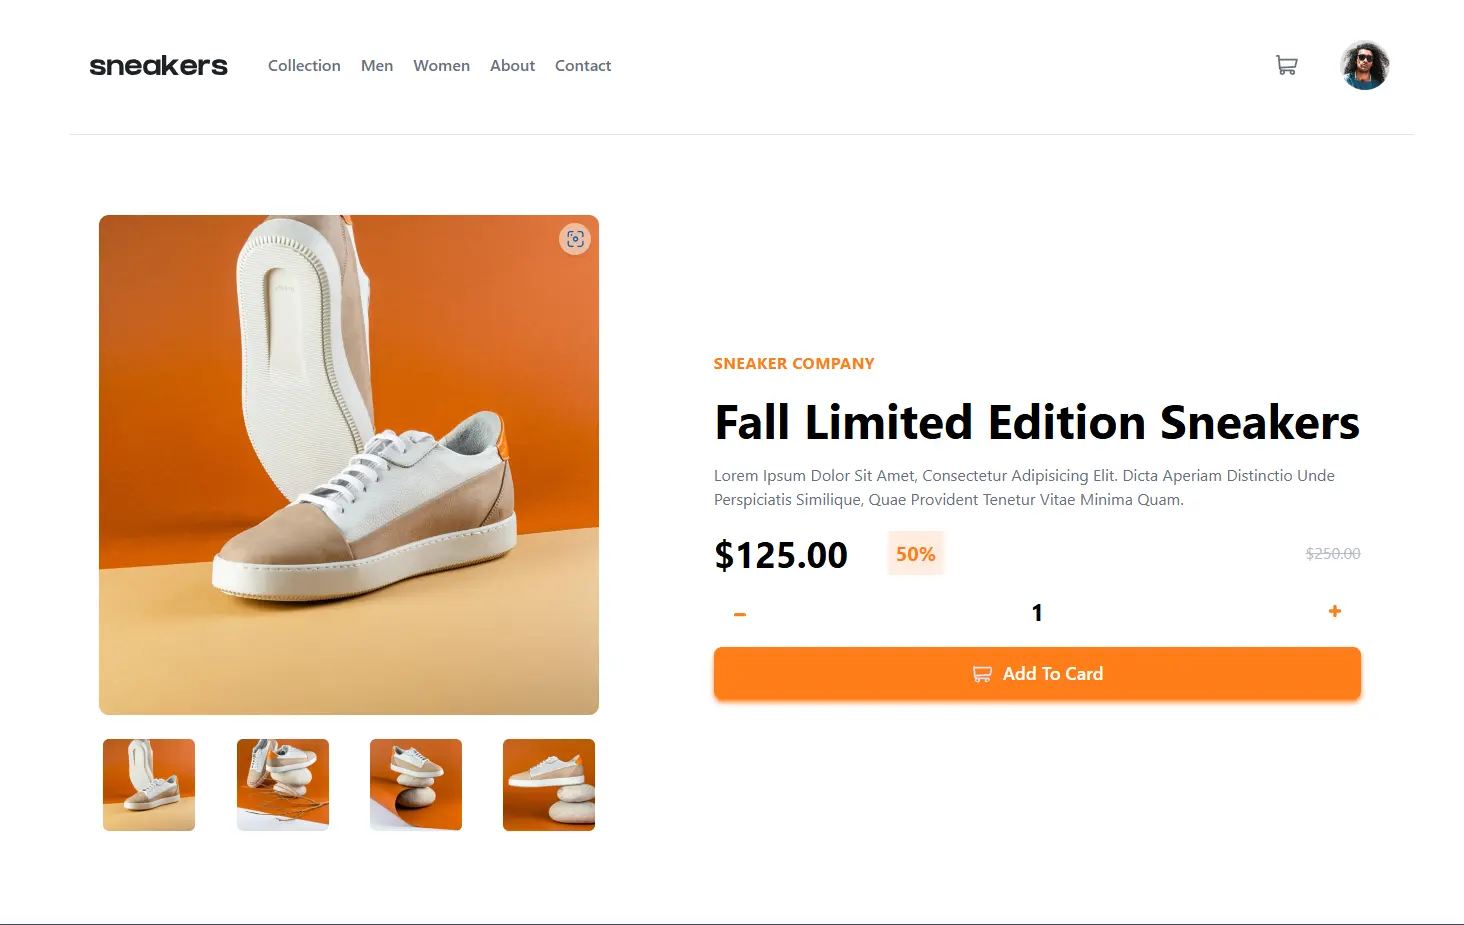 sneakers Collection Men Women About Contact
SNEAKER COMPANY
Fall Limited Edition Sneakers
Lorem Ipsum Dolor Sit Amet, Consectetur Adipisicing Elit. Dicta Aperiam Distinctio Unde
Perspiciatis Similique, Quae Provident Tenetur Vitae Minima Quam.
$125.00 50% $250.00
- 1 +
Add To Card